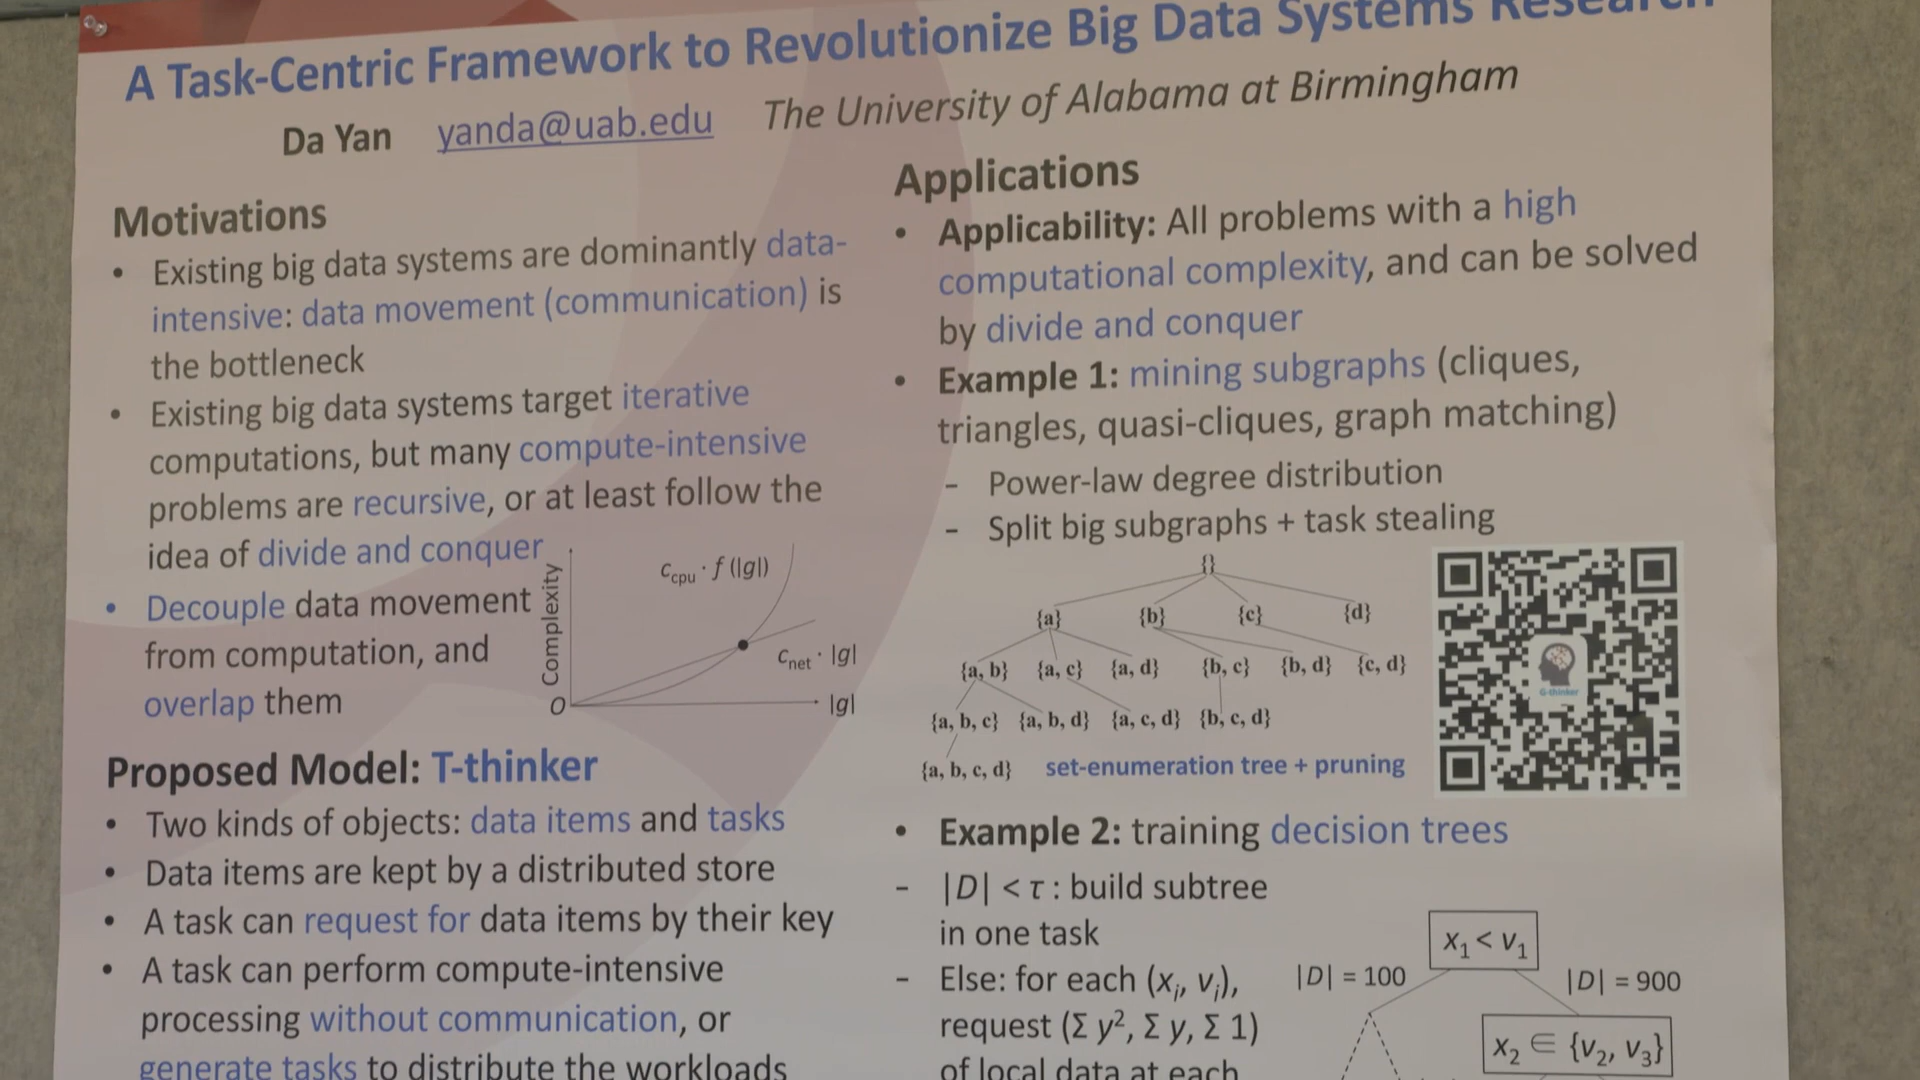 A Task-Centric Framework to Revolutionize Big Data Systems Research
Da Yan yanda@uab.edu The University of Alabama at Birmingham
Motivations
• Existing big data systems are dominantly data-
intensive: data movement (communication) is
the bottleneck
• Existing big data systems target iterative
computations, but many compute-intensive
problems are recursive, or at least follow the
idea of divide and conquer
• Decouple data movement
from computation, and
overlap them
Complexity
c_cpu · f (|g|)
c_net · |g|
O
|g|
Proposed Model: T-thinker
• Two kinds of objects: data items and tasks
• Data items are kept by a distributed store
• A task can request for data items by their key
• A task can perform compute-intensive
processing without communication, or
generate tasks to distribute the workloads
Applications
• Applicability: All problems with a high
computational complexity, and can be solved
by divide and conquer
• Example 1: mining subgraphs (cliques,
triangles, quasi-cliques, graph matching)
- Power-law degree distribution
- Split big subgraphs + task stealing
{}
{a} {b} {c} {d}
{a, b} {a, c} {a, d} {b, c} {b, d} {c, d}
{a, b, c} {a, b, d} {a, c, d} {b, c, d}
{a, b, c, d} set-enumeration tree + pruning
G-thinker
• Example 2: training decision trees
- |D| < τ : build subtree
in one task
- Else: for each (xᵢ, vᵢ),
request (Σ y², Σ y, Σ 1)
of local data at each
x₁ < v₁
|D| = 100 |D| = 900
x₂ ∈ {v₂, v₃}